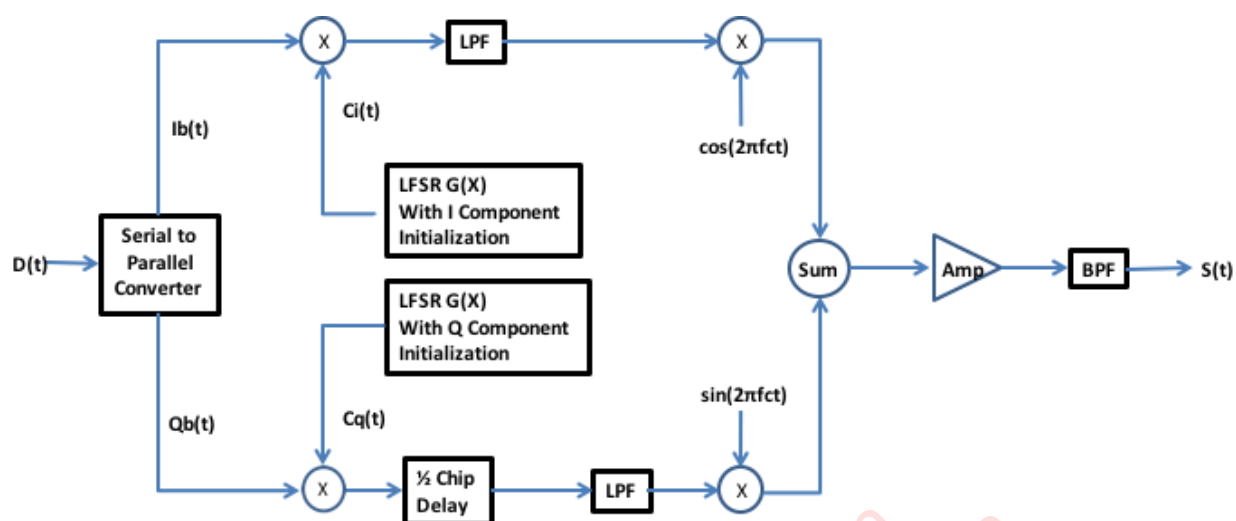 X
LPF
X
Ci(t)
Ib(t)
cos(2πfct)
LFSR G(X)
With I Component
Initialization
Serial to
Parallel
Converter
D(t)
Sum
Amp
BPF
S(t)
LFSR G(X)
With Q Component
Initialization
sin(2πfct)
Qb(t)
Cq(t)
X
½ Chip
Delay
LPF
X